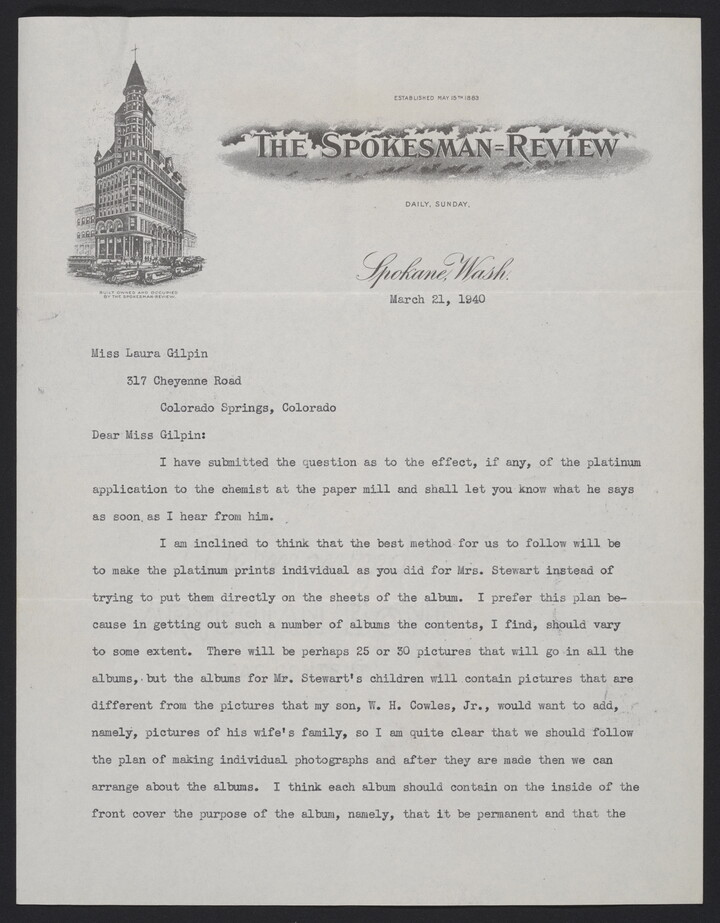 ESTABLISHED MAY 15TH 1883
THE SPOKESMAN=REVIEW
DAILY, SUNDAY,
BUILT OWNED AND OCCUPIED
BY THE SPOKESMAN-REVIEW.
Spokane, Wash.
March 21, 1940
Miss Laura Gilpin
317 Cheyenne Road
Colorado Springs, Colorado
Dear Miss Gilpin:
I have submitted the question as to the effect, if any, of the platinum
application to the chemist at the paper mill and shall let you know what he says
as soon as I hear from him.
I am inclined to think that the best method for us to follow will be
to make the platinum prints individual as you did for Mrs. Stewart instead of
trying to put them directly on the sheets of the album.  I prefer this plan be-
cause in getting out such a number of albums the contents, I find, should vary
to some extent.  There will be perhaps 25 or 30 pictures that will go in all the
albums, but the albums for Mr. Stewart's children will contain pictures that are
different from the pictures that my son, W. H. Cowles, Jr., would want to add,
namely, pictures of his wife's family, so I am quite clear that we should follow
the plan of making individual photographs and after they are made then we can
arrange about the albums.  I think each album should contain on the inside of the
front cover the purpose of the album, namely, that it be permanent and that the